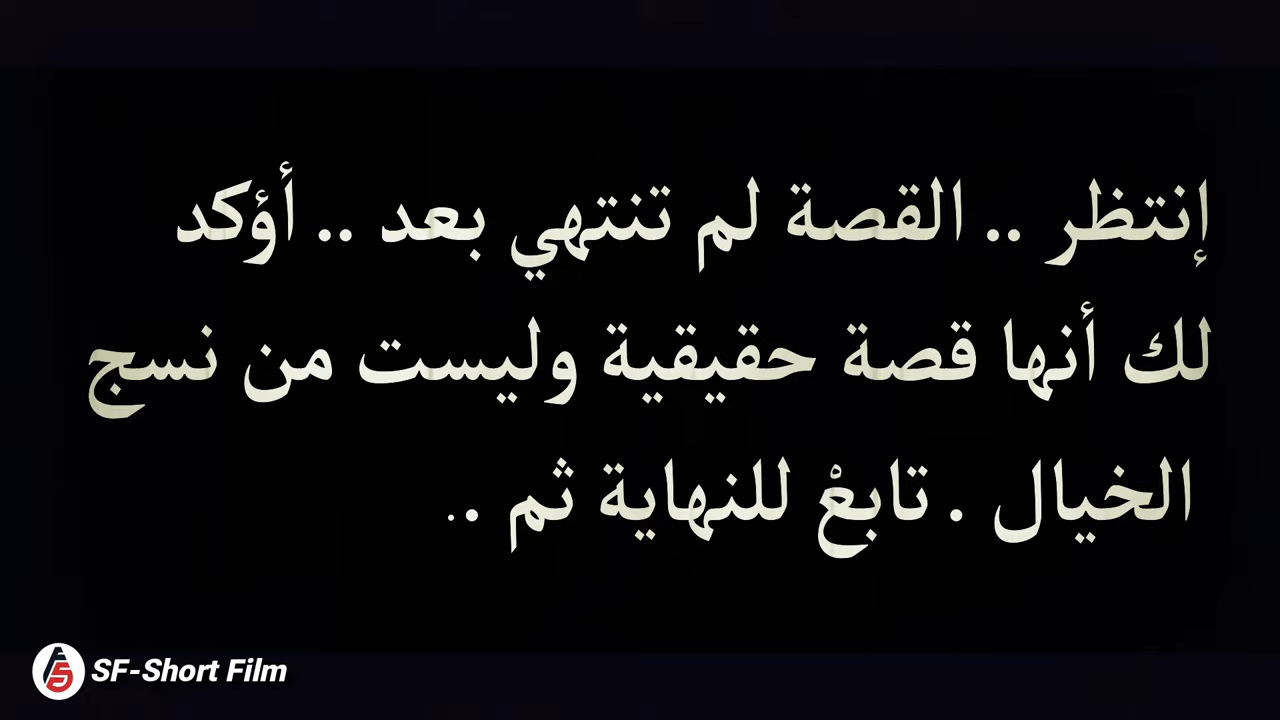 إنتظر .. القصة لم تنتهي بعد .. أؤكد
لك أنها قصة حقيقية وليست من نسج
الخيال . تابعْ للنهاية ثم ..
SF-Short Film